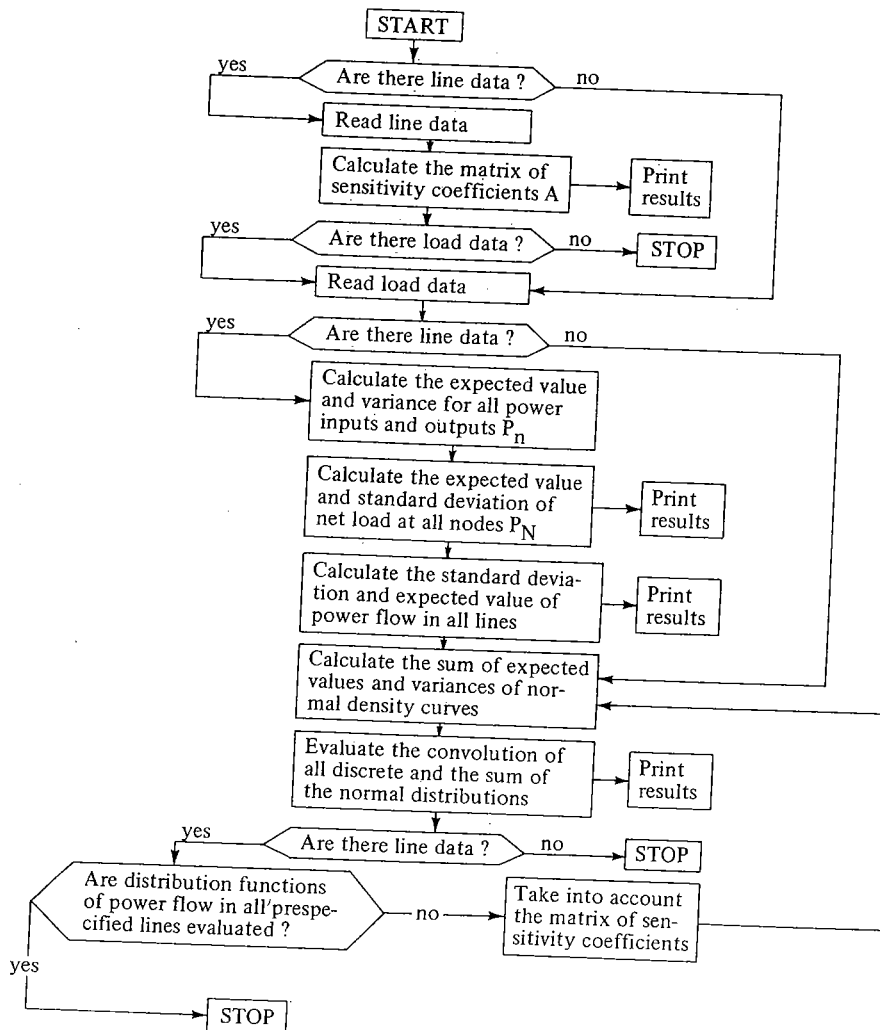 START
yes
Are there line data ?
no
Read line data
Calculate the matrix of
sensitivity coefficients A
Print
results
yes
Are there load data ?
no
STOP
Read load data
yes
Are there line data ?
no
Calculate the expected value
and variance for all power
inputs and outputs Pn
Calculate the expected value
and standard deviation of
net load at all nodes PN
Print
results
Calculate the standard devia-
tion and expected value of
power flow in all lines
Print
results
Calculate the sum of expected
values and variances of nor-
mal density curves
Evaluate the convolution of
all discrete and the sum of
the normal distributions
Print
results
yes
Are there line data ?
no
STOP
Are distribution functions
of power flow in all prespe-
cified lines evaluated ?
no
Take into account
the matrix of sen-
sitivity coefficients
yes
STOP